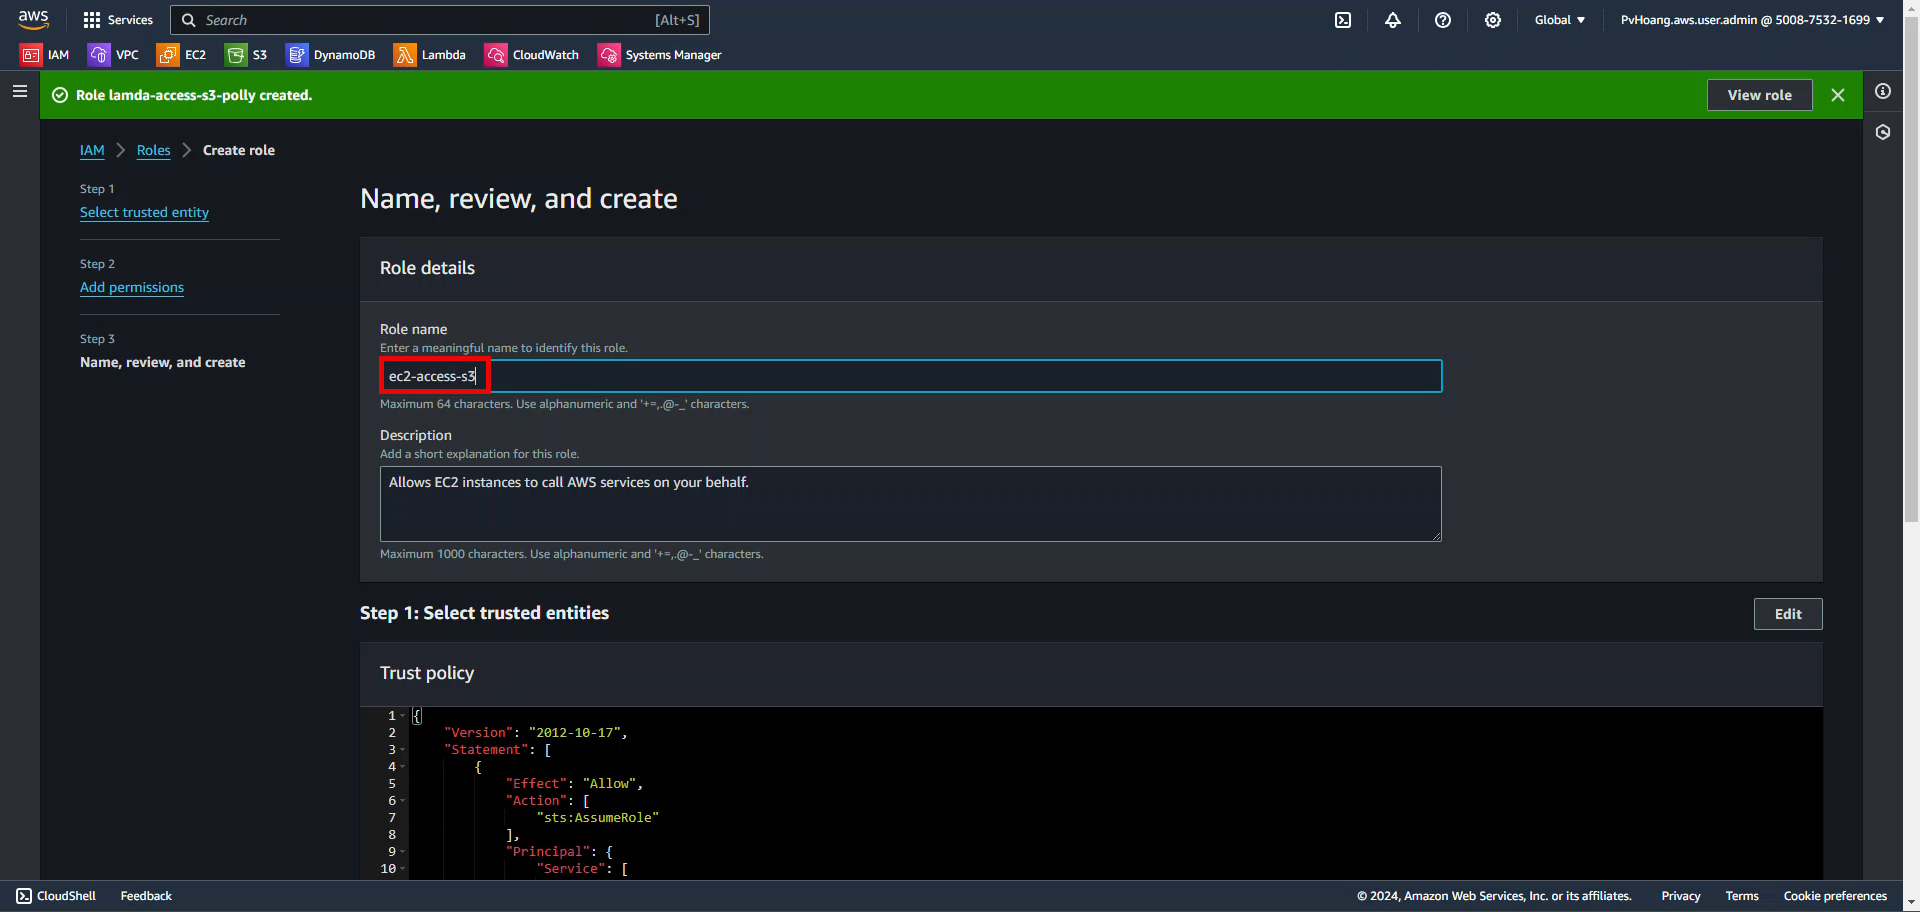 aws
Services
Search [Alt+S]
Global
PvHoang.aws.user.admin @ 5008-7532-1699
IAM VPC EC2 S3 DynamoDB Lambda CloudWatch Systems Manager
Role lamda-access-s3-polly created.
View role
IAM > Roles > Create role
Step 1
Select trusted entity
Step 2
Add permissions
Step 3
Name, review, and create
Name, review, and create
Role details
Role name
Enter a meaningful name to identify this role.
ec2-access-s3
Maximum 64 characters. Use alphanumeric and '+=,.@-_' characters.
Description
Add a short explanation for this role.
Allows EC2 instances to call AWS services on your behalf.
Maximum 1000 characters. Use alphanumeric and '+=,.@-_' characters.
Step 1: Select trusted entities
Edit
Trust policy
1 {
2 "Version": "2012-10-17",
3 "Statement": [
4 {
5 "Effect": "Allow",
6 "Action": [
7 "sts:AssumeRole"
8 ],
9 "Principal": {
10 "Service": [
CloudShell Feedback
© 2024, Amazon Web Services, Inc. or its affiliates. Privacy Terms Cookie preferences